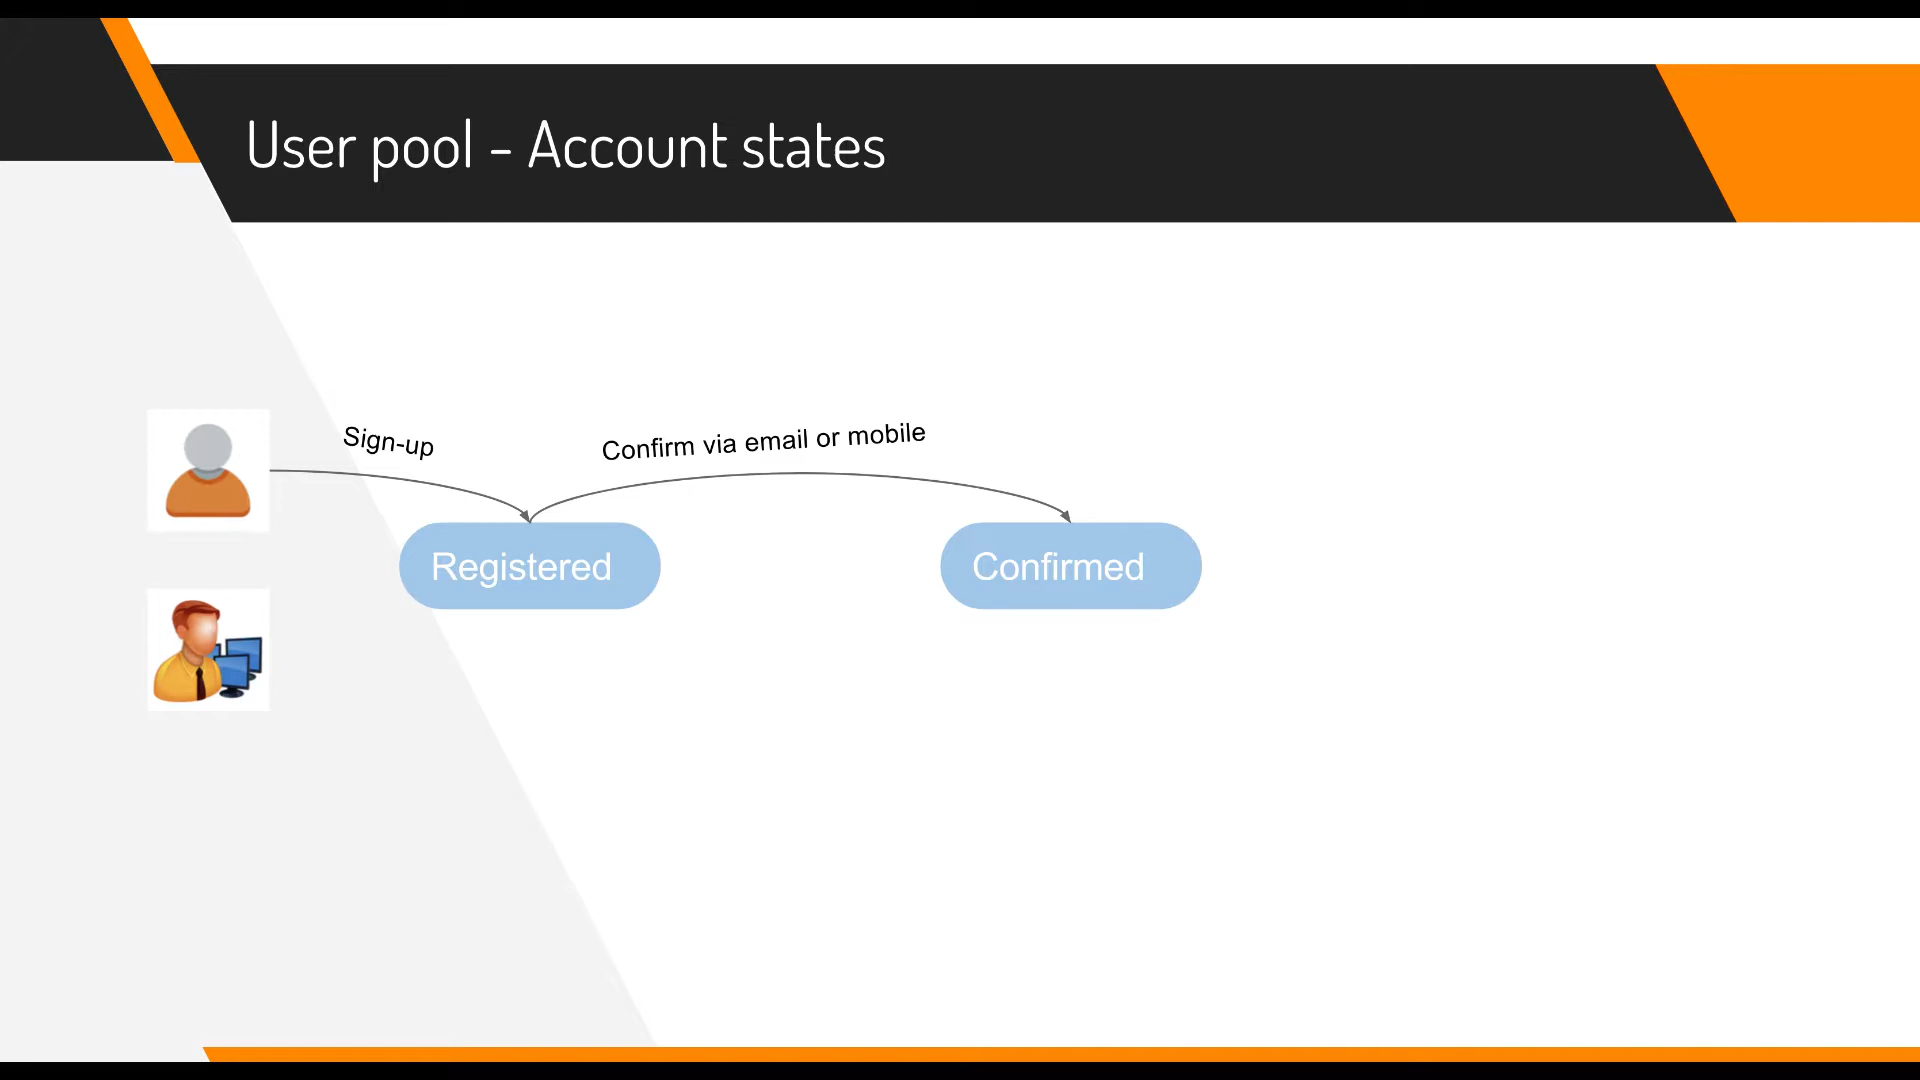 User pool - Account states
Sign-up
Confirm via email or mobile
Registered
Confirmed